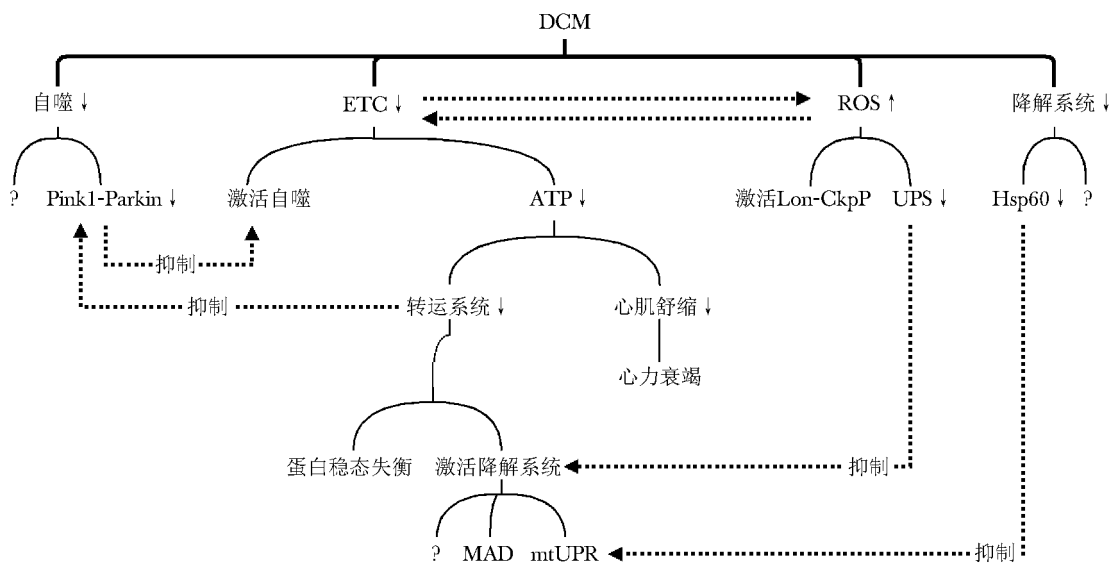 DCM
自噬↓ ETC↓ ROS↑ 降解系统↓
? Pink1-Parkin↓ 激活自噬 ATP↓ 激活Lon-CkpP UPS↓ Hsp60↓ ?
抑制
抑制 转运系统↓ 心肌舒缩↓
心力衰竭
蛋白稳态失衡 激活降解系统 抑制
? MAD mtUPR 抑制